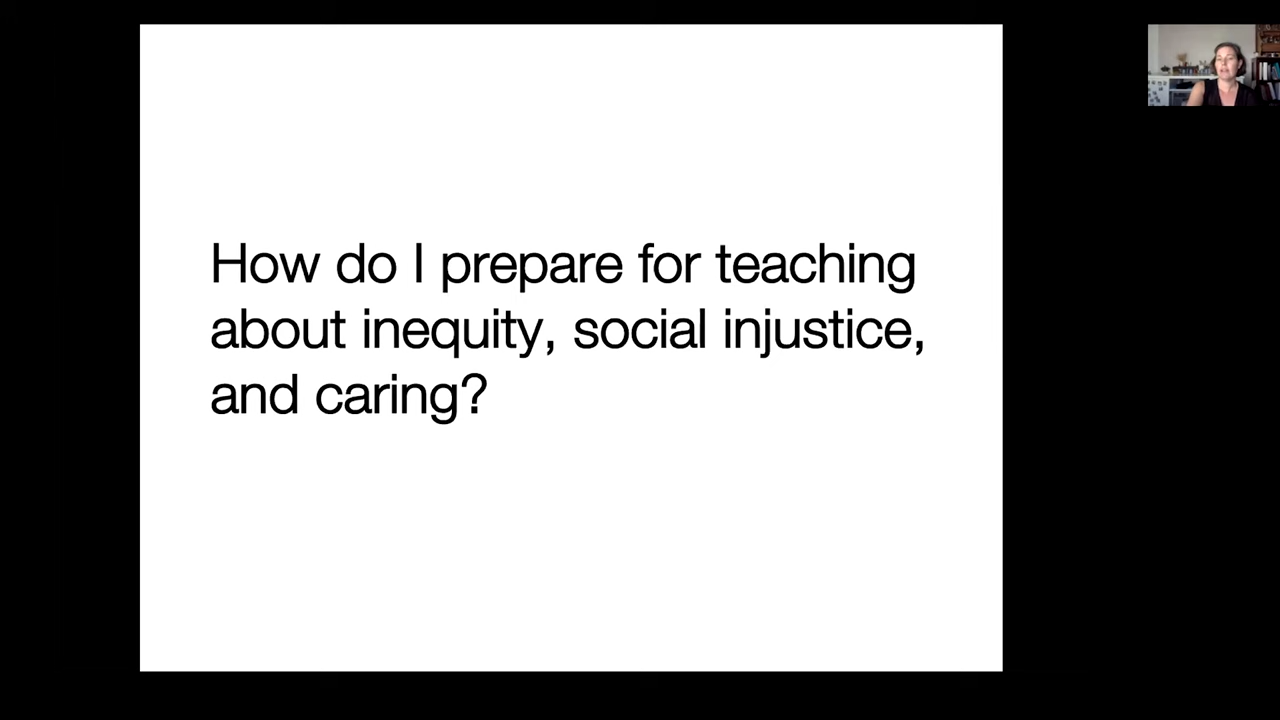 How do I prepare for teaching
about inequity, social injustice,
and caring?